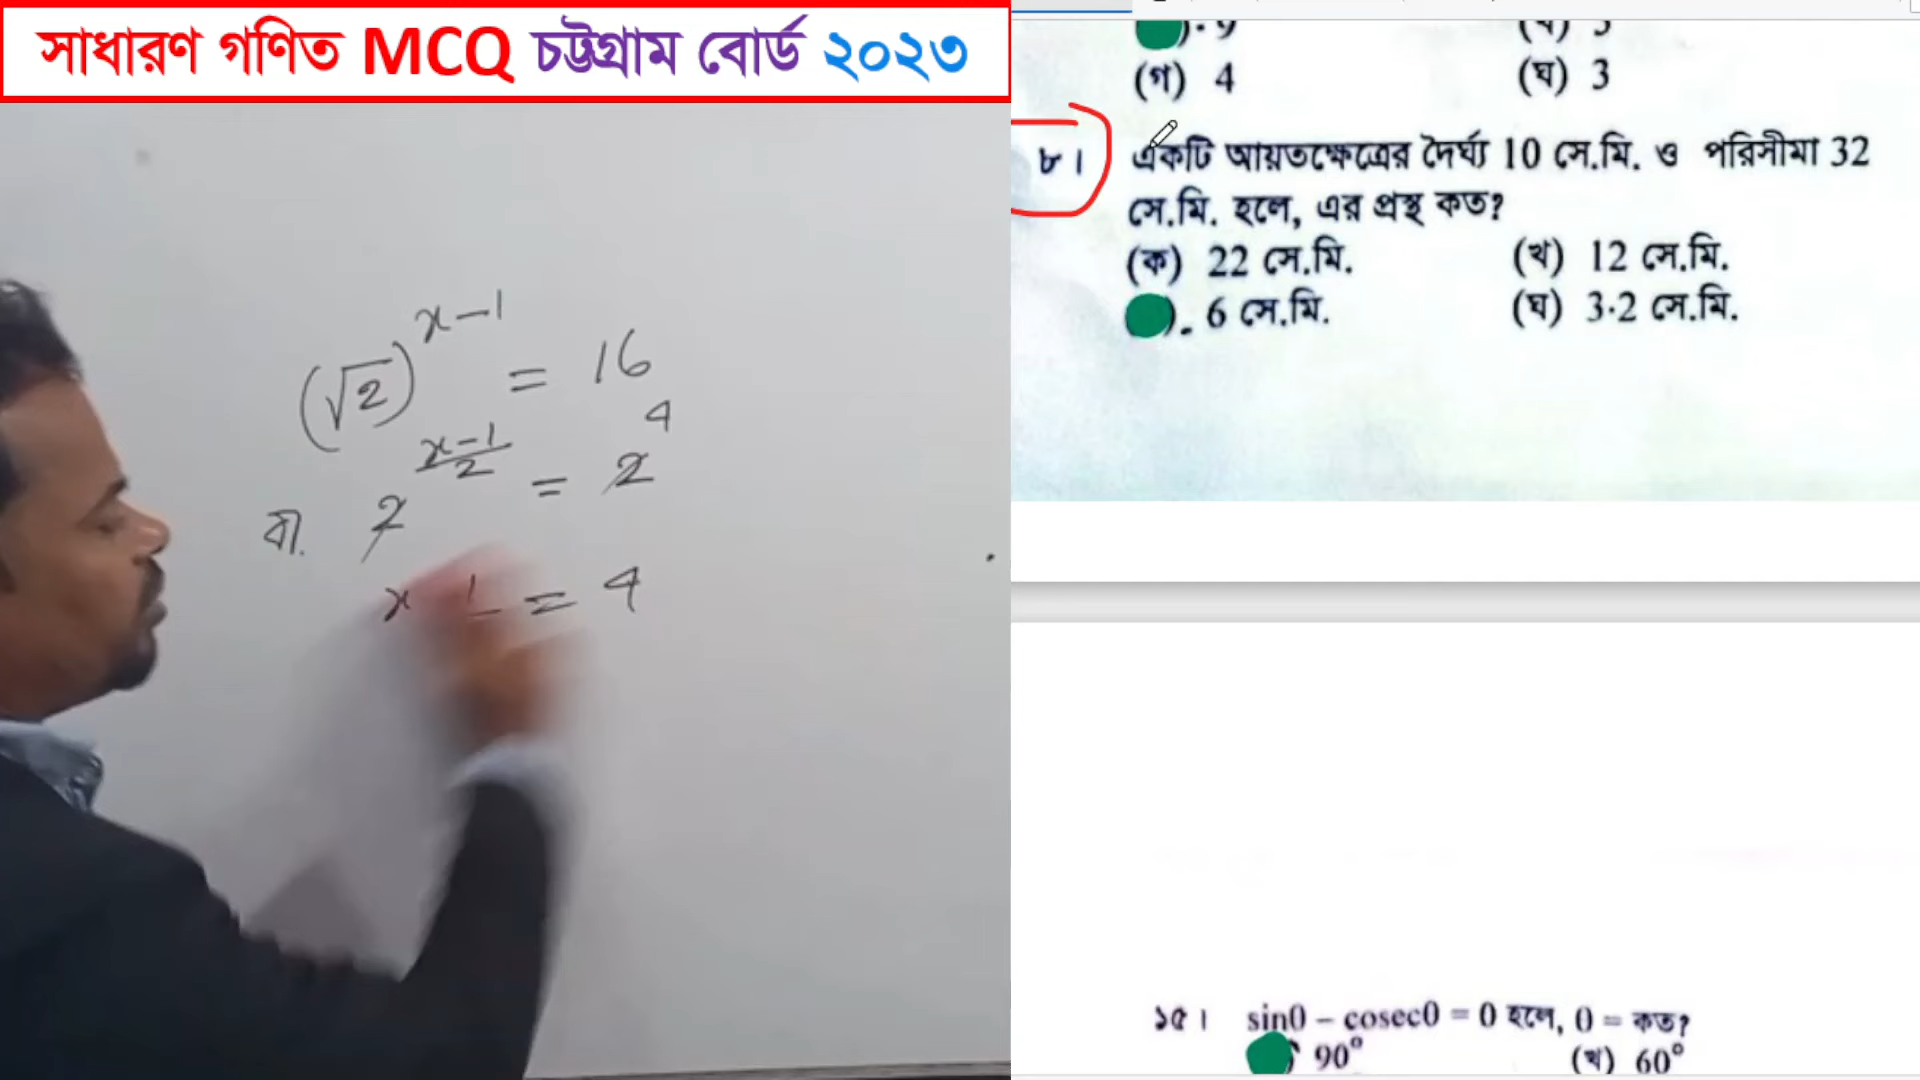 সাধারণ গণিত MCQ চট্টগ্রাম বোর্ড ২০২৩
(√2)^(x-1) = 16
বা. 2^((x-1)/2) = 2^4
= 4
9
(গ) 4 (ঘ) 3
৮। একটি আয়তক্ষেত্রের দৈর্ঘ্য 10 সে.মি. ও পরিসীমা 32
সে.মি. হলে, এর প্রস্থ কত?
(ক) 22 সে.মি. (খ) 12 সে.মি.
6 সে.মি. (ঘ) 3·2 সে.মি.
১৫। sinθ – cosecθ = 0 হলে, θ = কত?
90° (খ) 60°